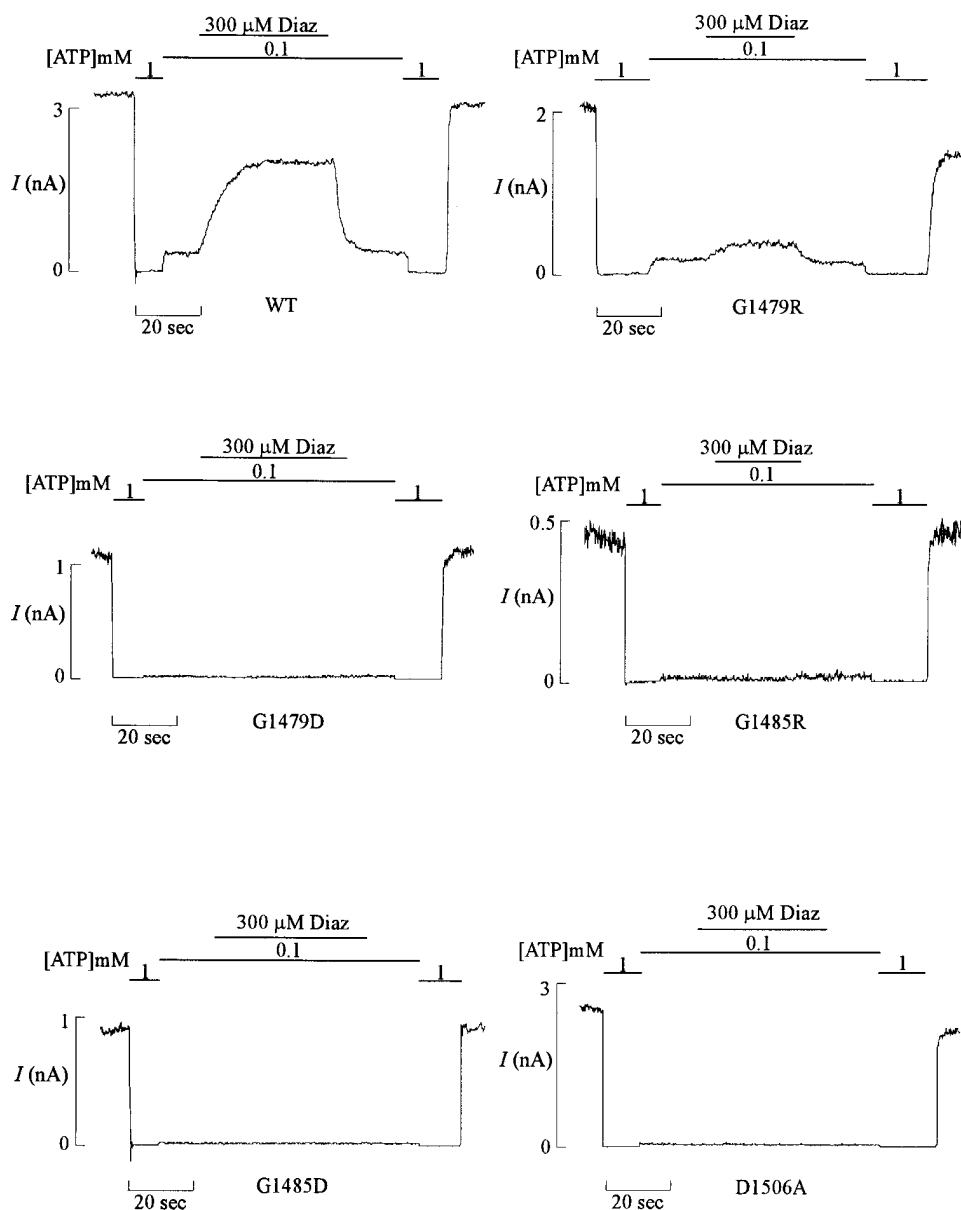 300 μM Diaz
0.1
[ATP]mM
1
1
3
I (nA)
0
20 sec
WT
300 μM Diaz
0.1
[ATP]mM
1
1
2
I (nA)
0
20 sec
G1479R
300 μM Diaz
0.1
[ATP]mM
1
1
1
I (nA)
0
20 sec
G1479D
300 μM Diaz
0.1
[ATP]mM
1
1
0.5
I (nA)
0
20 sec
G1485R
300 μM Diaz
0.1
[ATP]mM
1
1
1
I (nA)
0
20 sec
G1485D
300 μM Diaz
0.1
[ATP]mM
1
1
3
I (nA)
0
20 sec
D1506A